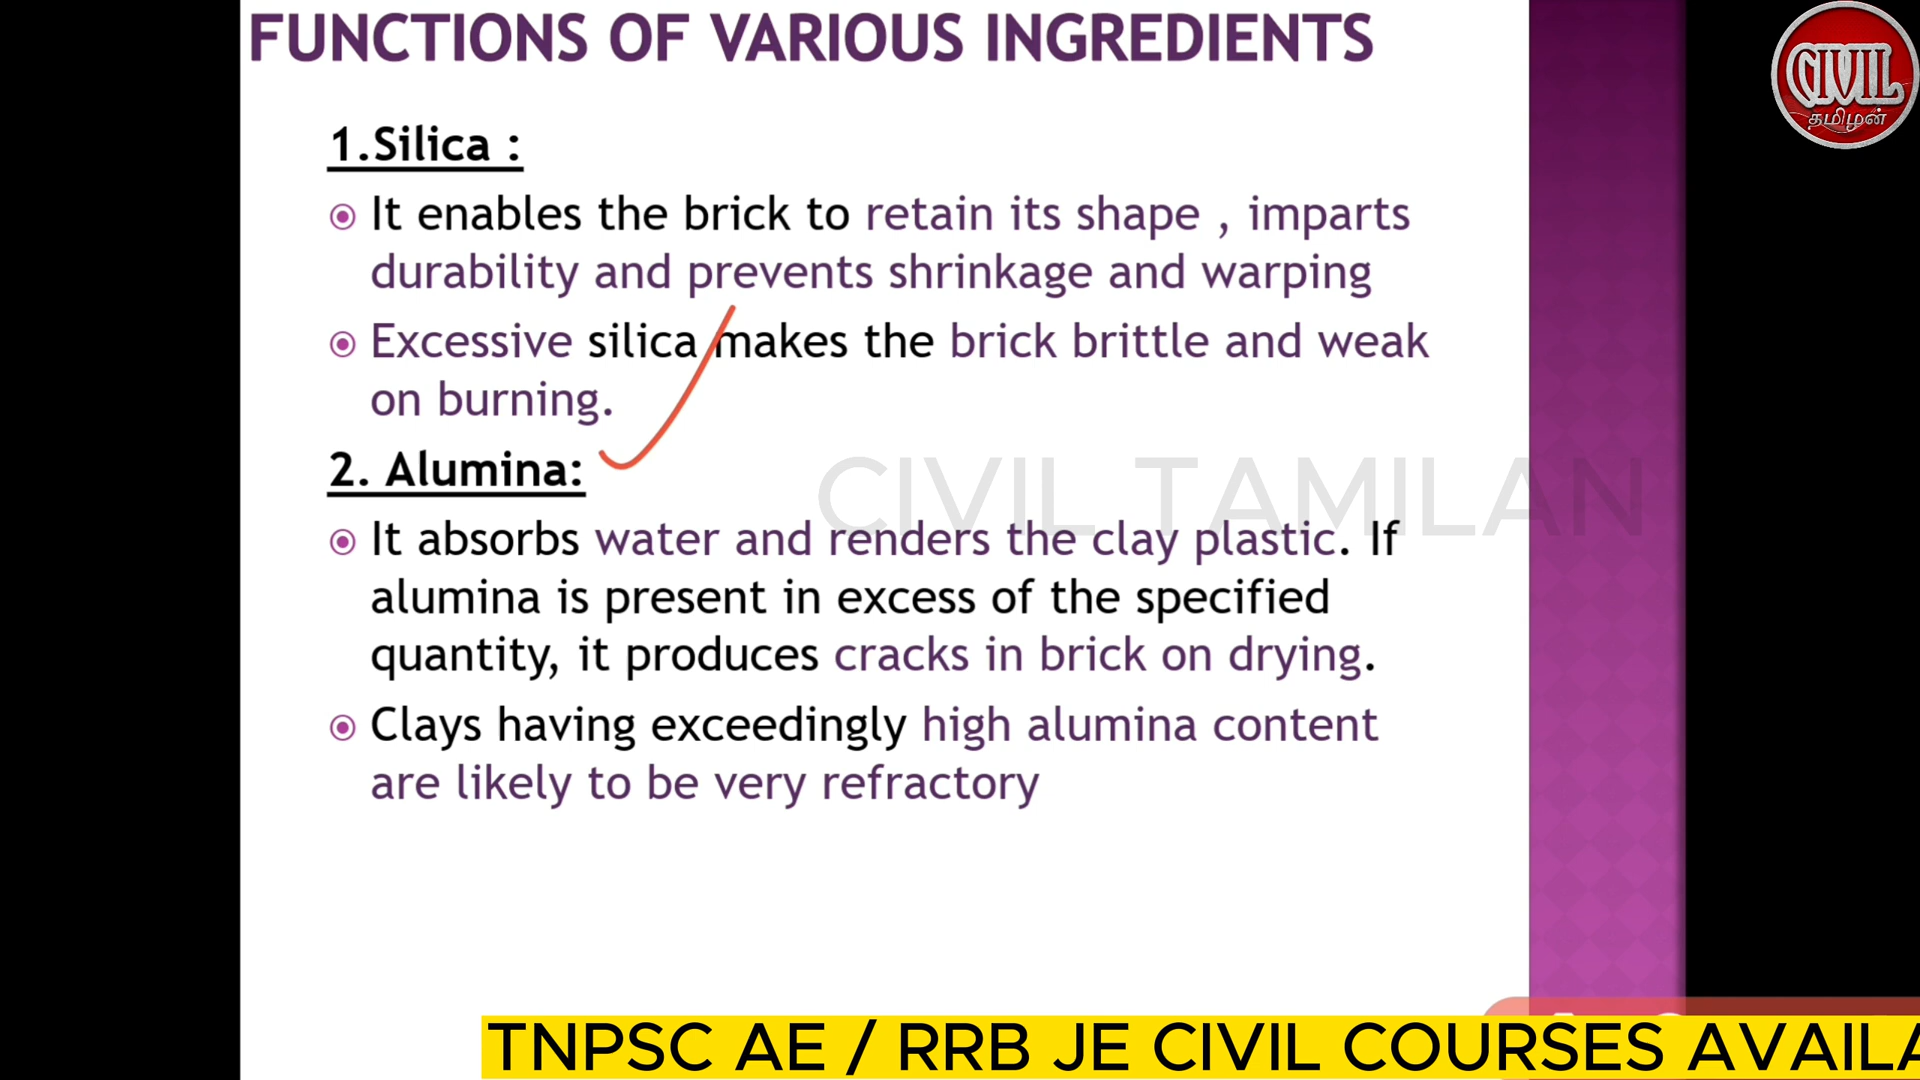 FUNCTIONS OF VARIOUS INGREDIENTS
CIVIL
தமிழன்
1.Silica :
It enables the brick to retain its shape , imparts
durability and prevents shrinkage and warping
Excessive silica makes the brick brittle and weak
on burning.
2. Alumina:
CIVIL TAMILAN
It absorbs water and renders the clay plastic. If
alumina is present in excess of the specified
quantity, it produces cracks in brick on drying.
Clays having exceedingly high alumina content
are likely to be very refractory
TNPSC AE / RRB JE CIVIL COURSES AVAILA